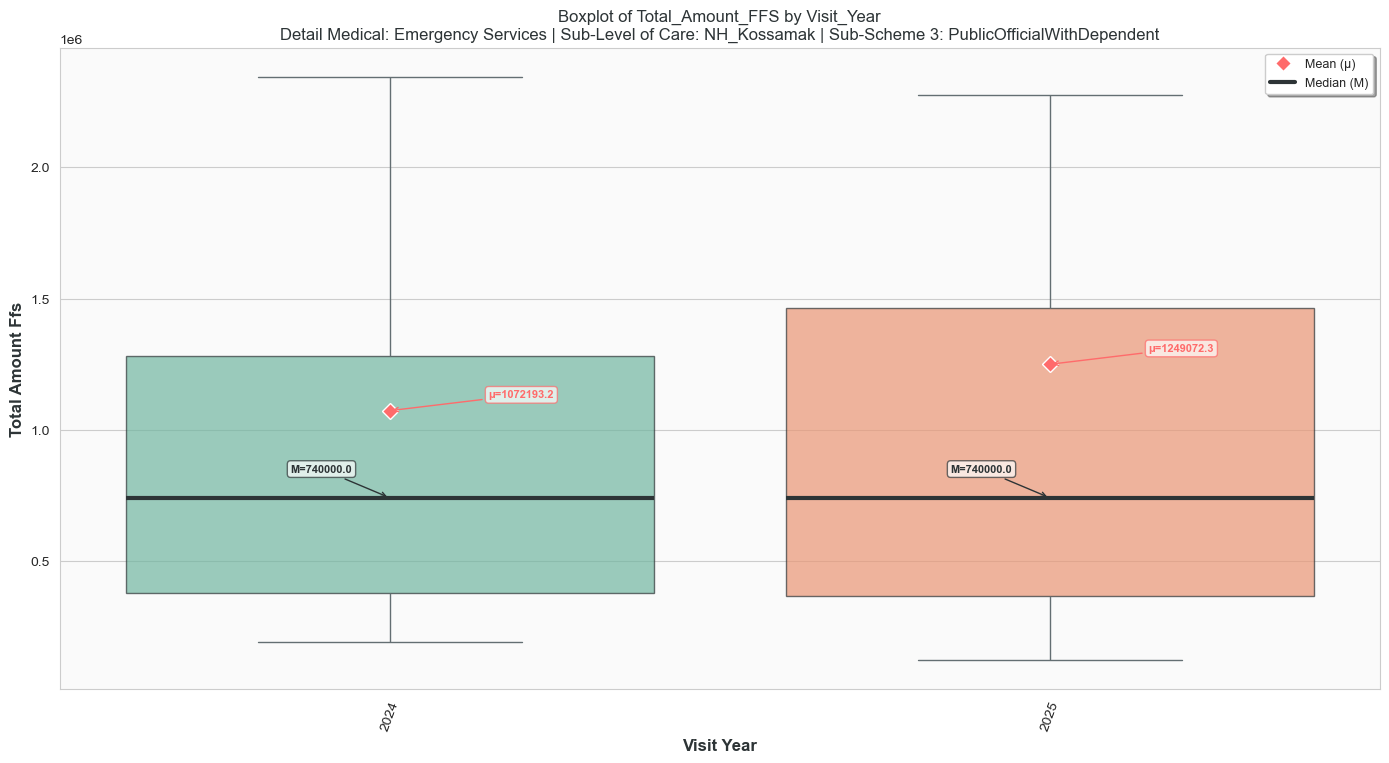 Boxplot of Total_Amount_FFS by Visit_Year
Detail Medical: Emergency Services | Sub-Level of Care: NH_Kossamak | Sub-Scheme 3: PublicOfficialWithDependent
1e6
Mean (μ)
Median (M)
2.0
1.5
1.0
0.5
Total Amount Ffs
μ=1072193.2
M=740000.0
μ=1249072.3
M=740000.0
2024
2025
Visit Year